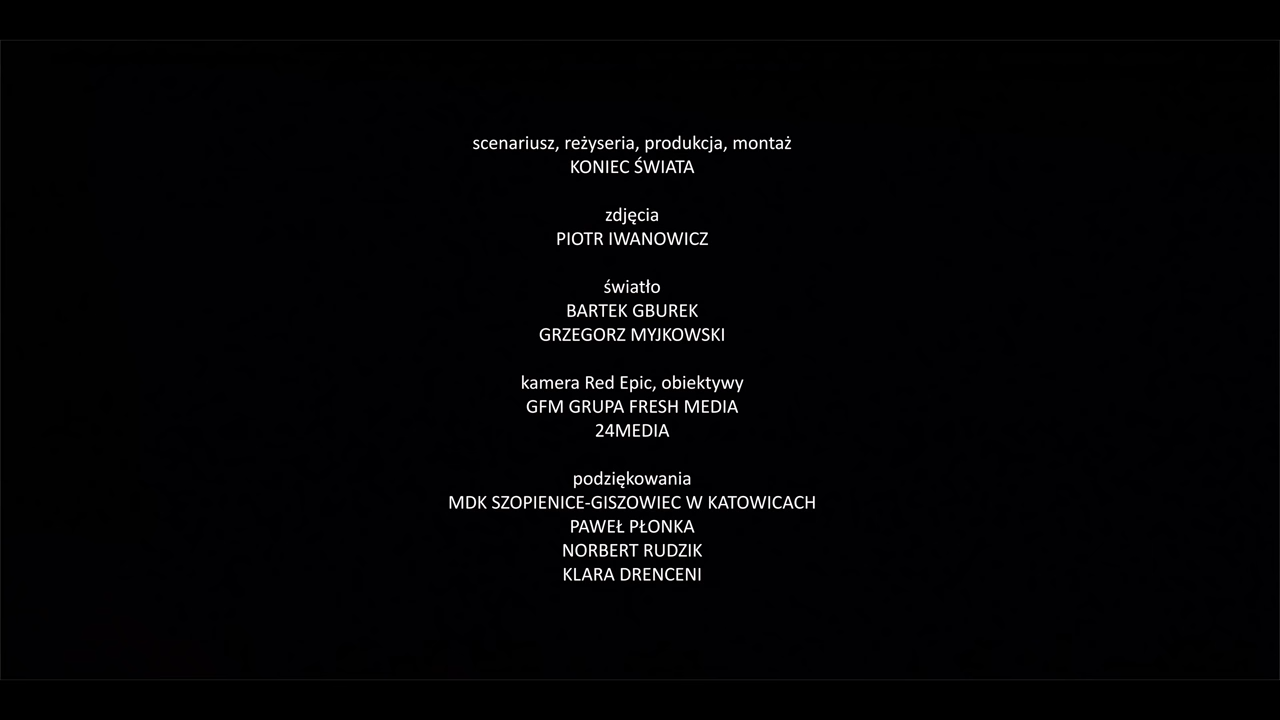 scenariusz, reżyseria, produkcja, montaż
KONIEC ŚWIATA
zdjęcia
PIOTR IWANOWICZ
światło
BARTEK GBUREK
GRZEGORZ MYJKOWSKI
kamera Red Epic, obiektywy
GFM GRUPA FRESH MEDIA
24MEDIA
podziękowania
MDK SZOPIENICE-GISZOWIEC W KATOWICACH
PAWEŁ PŁONKA
NORBERT RUDZIK
KLARA DRENCENI